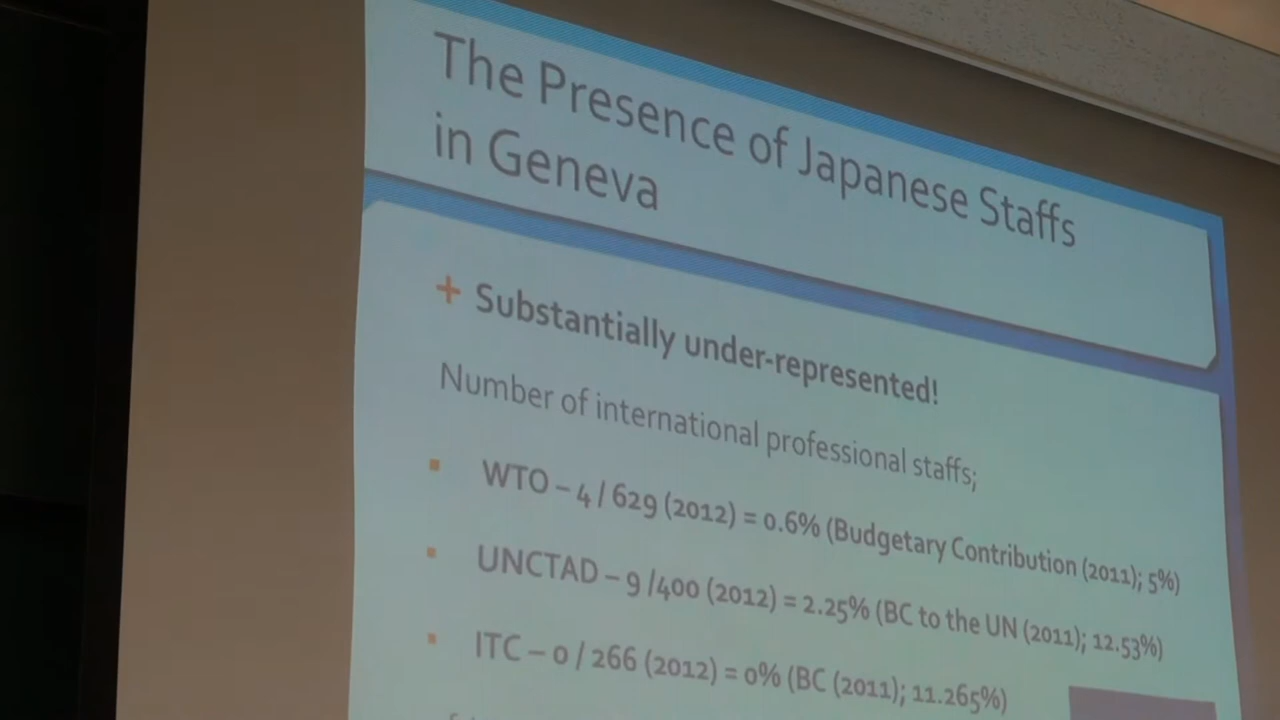 The Presence of Japanese Staffs
in Geneva
+ Substantially under-represented!
Number of international professional staffs;
▪ WTO – 4 / 629 (2012) = 0.6% (Budgetary Contribution (2011); 5%)
▪ UNCTAD – 9 /400 (2012) = 2.25% (BC to the UN (2011); 12.53%)
▪ ITC – 0 / 266 (2012) = 0% (BC (2011); 11.265%)